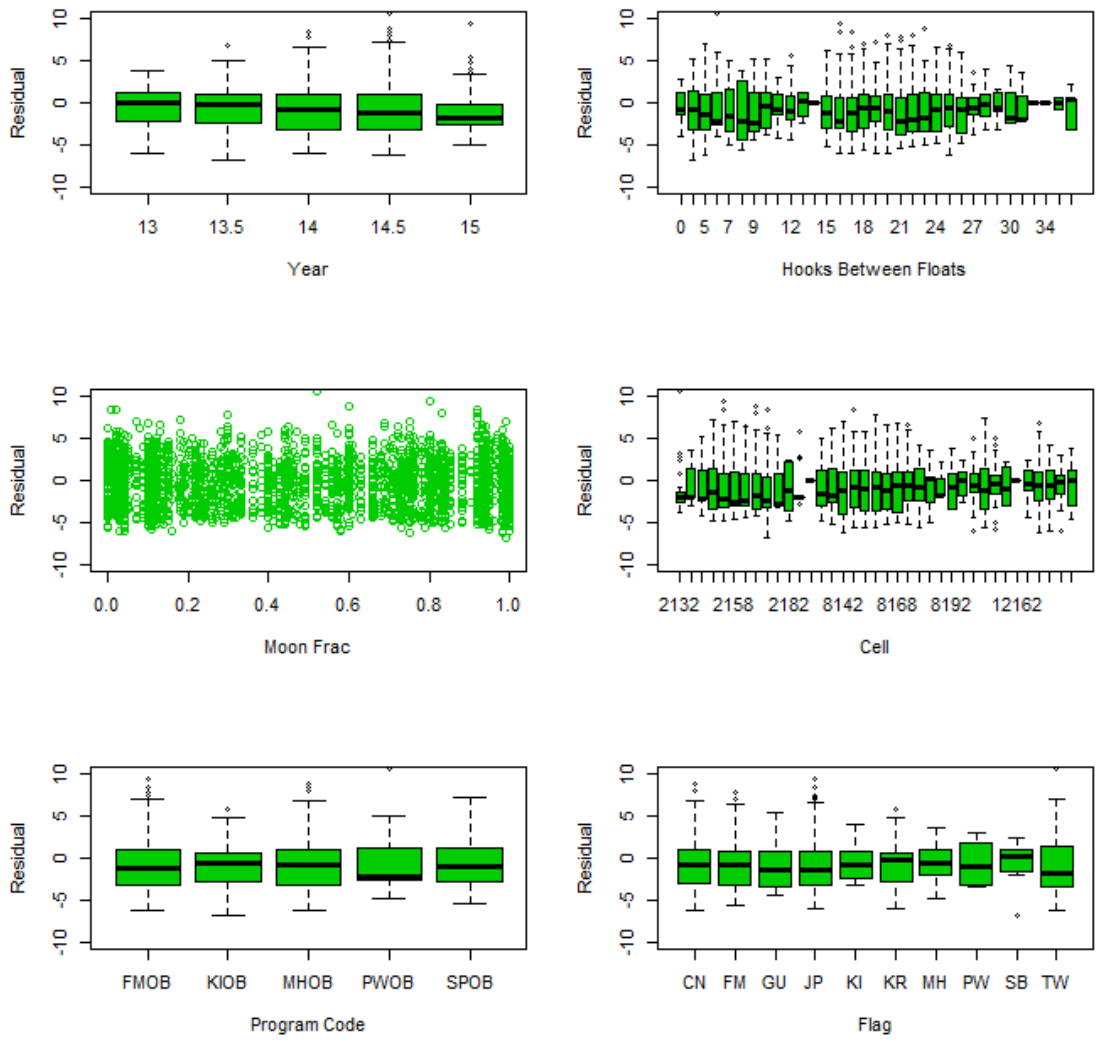 10
5
0
-5
-10
Residual
13 13.5 14 14.5 15
Year
10
5
0
-5
-10
Residual
0 5 7 9 12 15 18 21 24 27 30 34
Hooks Between Floats
10
5
0
-5
-10
Residual
0.0 0.2 0.4 0.6 0.8 1.0
Moon Frac
10
5
0
-5
-10
Residual
2132 2158 2182 8142 8168 8192 12162
Cell
10
5
0
-5
-10
Residual
FMOB KIOB MHOB PWOB SPOB
Program Code
10
5
0
-5
-10
Residual
CN FM GU JP KI KR MH PW SB TW
Flag